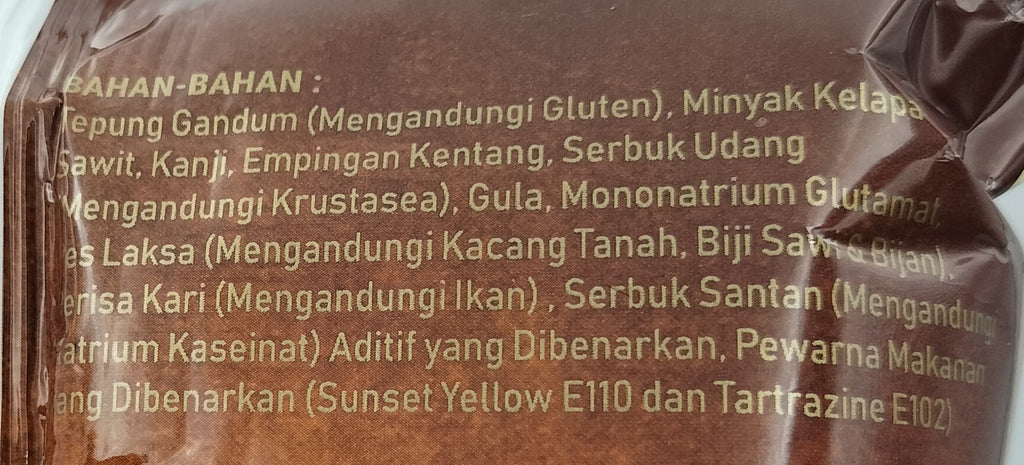 BAHAN-BAHAN :
Tepung Gandum (Mengandungi Gluten), Minyak Kelapa
Sawit, Kanji, Empingan Kentang, Serbuk Udang
Mengandungi Krustasea), Gula, Mononatrium Glutamat,
es Laksa (Mengandungi Kacang Tanah, Biji Sawi & Bijan),
erisa Kari (Mengandungi Ikan) , Serbuk Santan (Mengandungi
atrium Kaseinat) Aditif yang Dibenarkan, Pewarna Makanan
ang Dibenarkan (Sunset Yellow E110 dan Tartrazine E102)